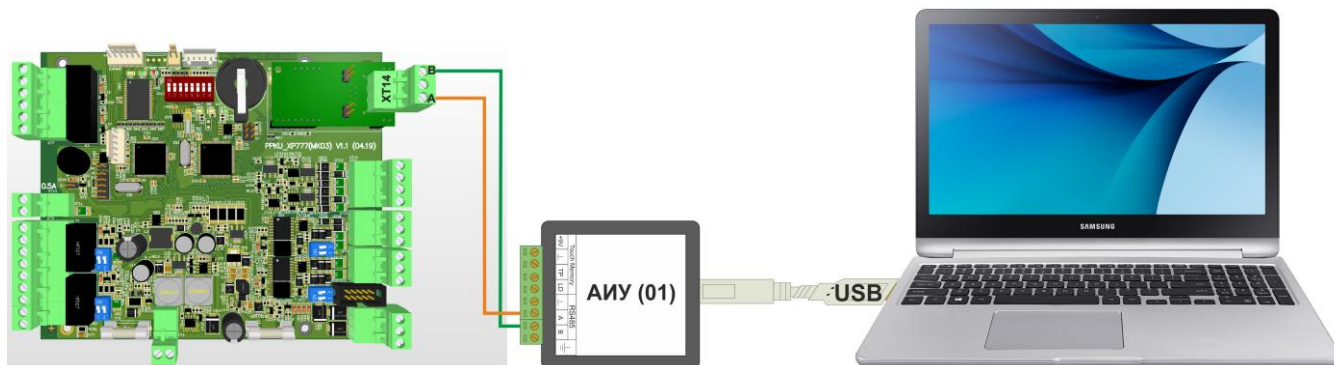 B
A
XT14
PPKU_XP777(MK03) V1.1 (04.19)
0.5A
+9V
⊥
TP
LD
⊥
A
B
Touch Memory
RS485
АИУ (01)
USB
SAMSUNG